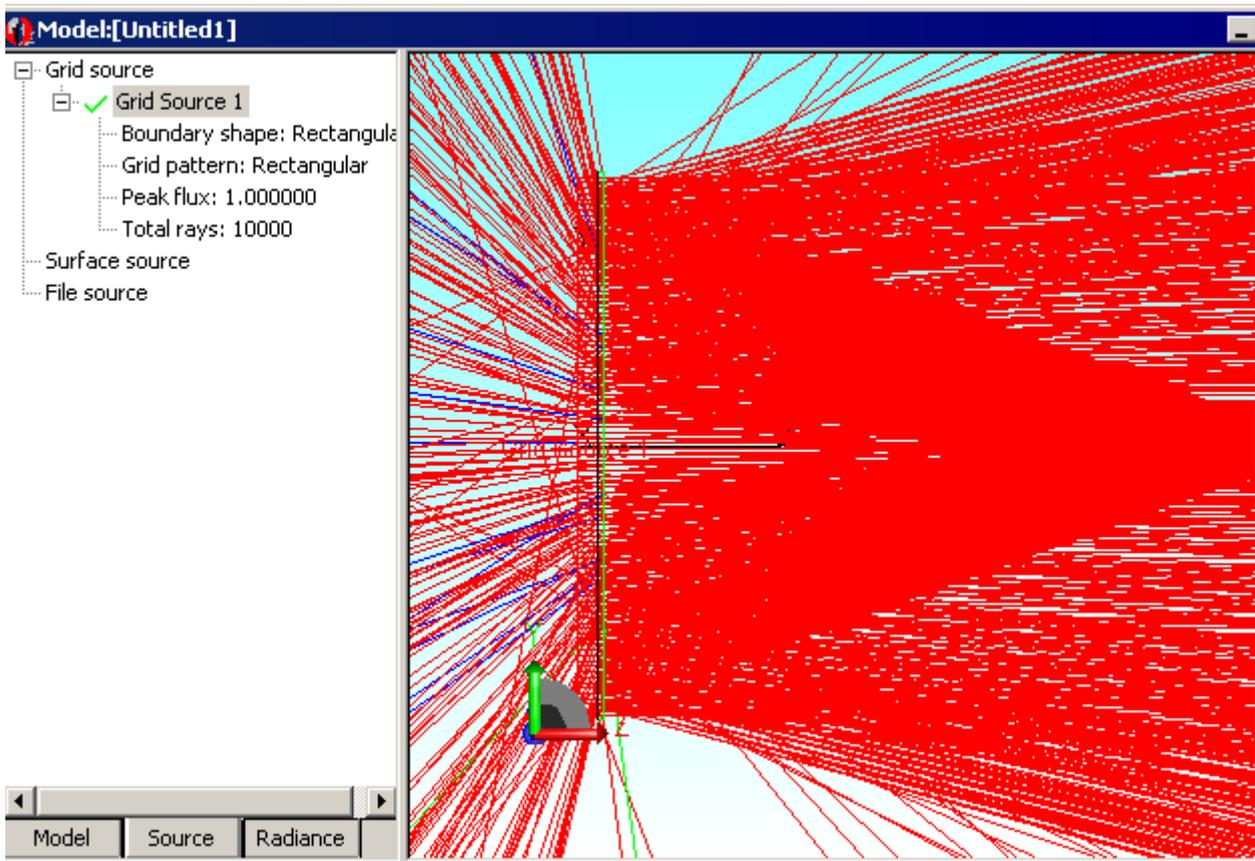 Model:[Untitled1]
Grid source
Grid Source 1
Boundary shape: Rectangula
Grid pattern: Rectangular
Peak flux: 1.000000
Total rays: 10000
Surface source
File source
Model
Source
Radiance